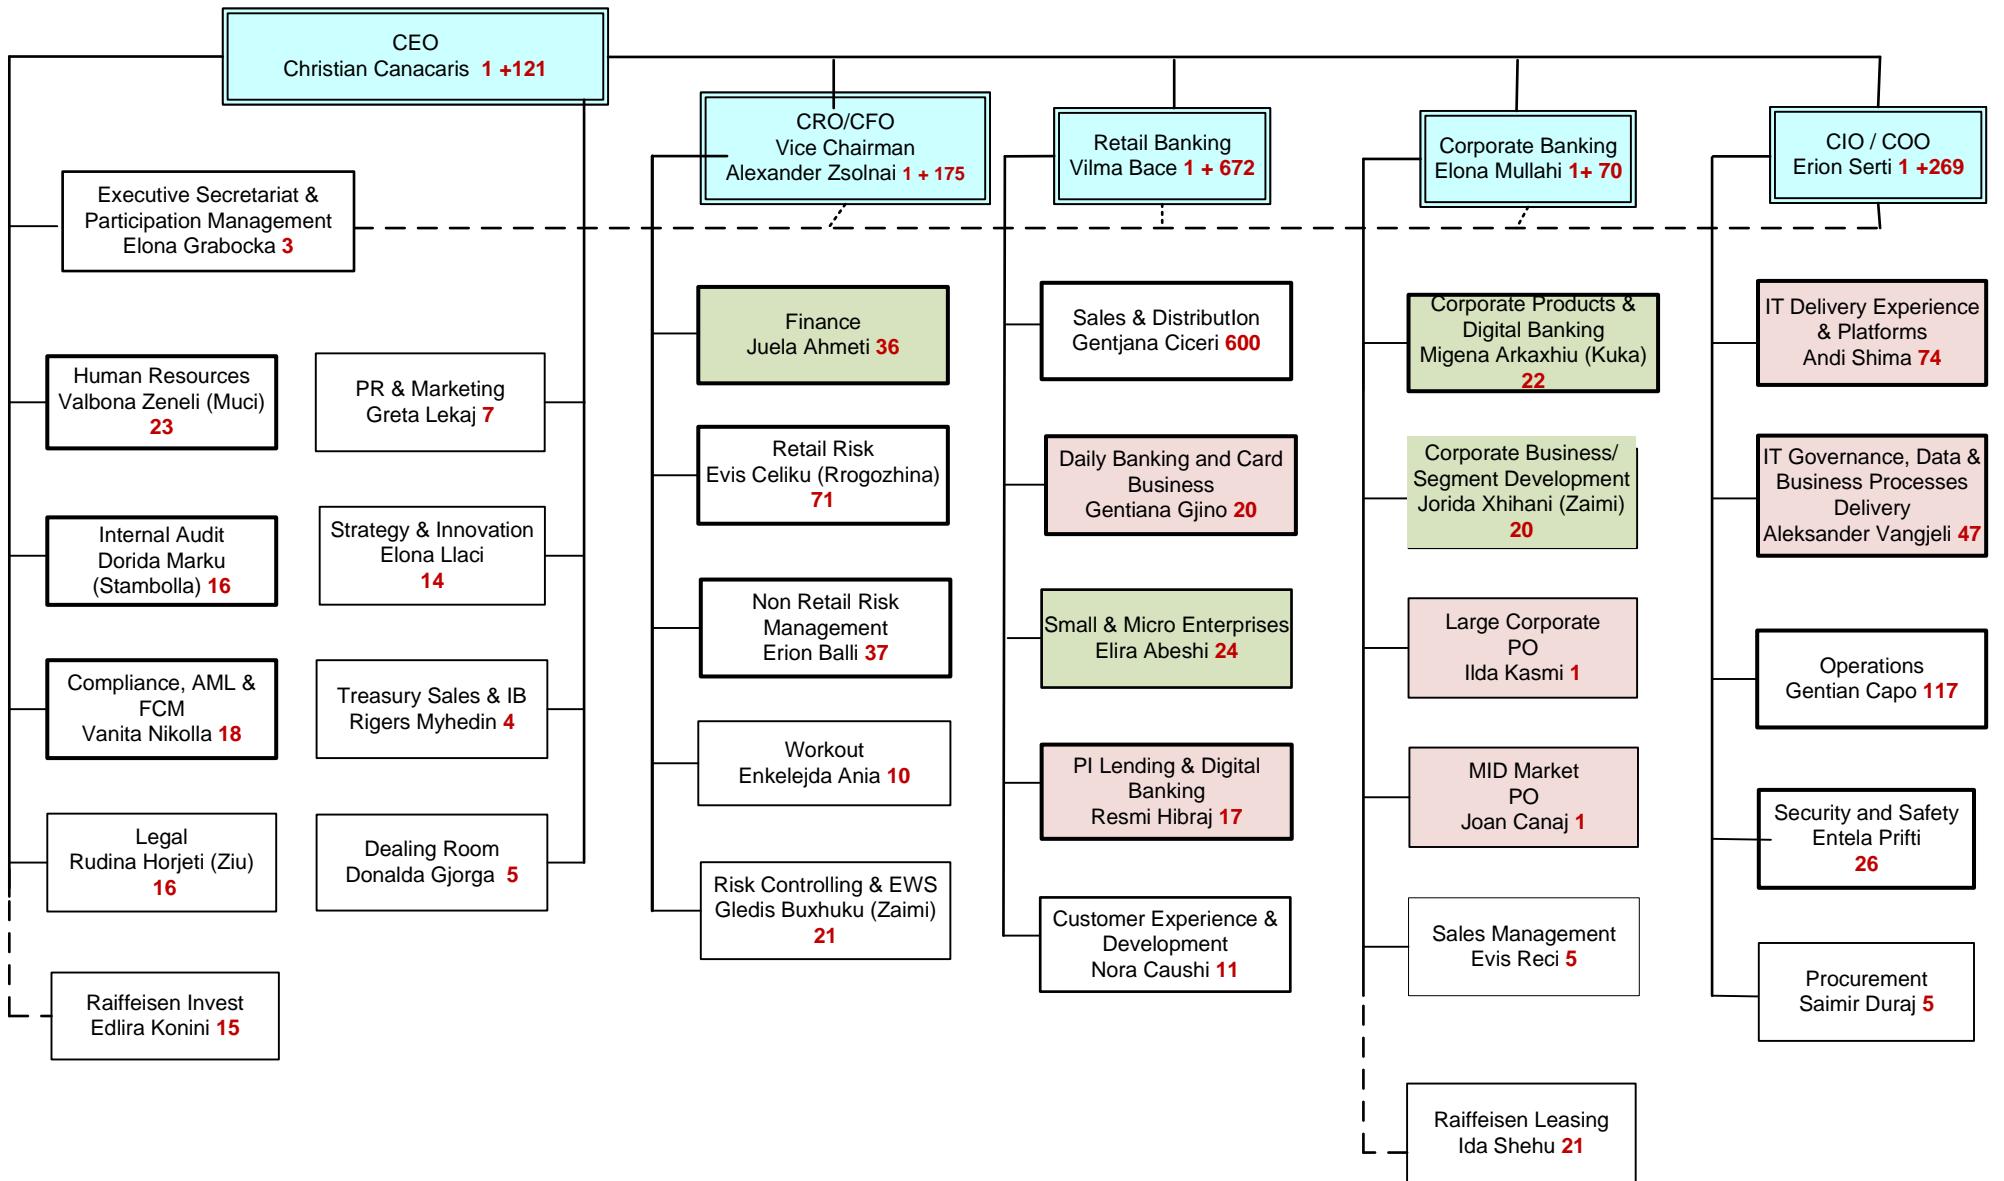 CEO
Christian Canacaris 1 +121
CRO/CFO
Vice Chairman
Alexander Zsolnai 1 + 175
Retail Banking
Vilma Bace 1 + 672
Corporate Banking
Elona Mullahi 1+ 70
CIO / COO
Erion Serti 1 +269
Executive Secretariat &
Participation Management
Elona Grabocka 3
Human Resources
Valbona Zeneli (Muci)
23
Internal Audit
Dorida Marku
(Stambolla) 16
Compliance, AML &
FCM
Vanita Nikolla 18
Legal
Rudina Horjeti (Ziu)
16
Raiffeisen Invest
Edlira Konini 15
PR & Marketing
Greta Lekaj 7
Strategy & Innovation
Elona Llaci
14
Treasury Sales & IB
Rigers Myhedin 4
Dealing Room
Donalda Gjorga 5
Finance
Juela Ahmeti 36
Retail Risk
Evis Celiku (Rrogozhina)
71
Non Retail Risk
Management
Erion Balli 37
Workout
Enkelejda Ania 10
Risk Controlling & EWS
Gledis Buxhuku (Zaimi)
21
Sales & DistributIon
Gentjana Ciceri 600
Daily Banking and Card
Business
Gentiana Gjino 20
Small & Micro Enterprises
Elira Abeshi 24
PI Lending & Digital
Banking
Resmi Hibraj 17
Customer Experience &
Development
Nora Caushi 11
Corporate Products &
Digital Banking
Migena Arkaxhiu (Kuka)
22
Corporate Business/
Segment Development
Jorida Xhihani (Zaimi)
20
Large Corporate
PO
Ilda Kasmi 1
MID Market
PO
Joan Canaj 1
Sales Management
Evis Reci 5
Raiffeisen Leasing
Ida Shehu 21
IT Delivery Experience
& Platforms
Andi Shima 74
IT Governance, Data &
Business Processes
Delivery
Aleksander Vangjeli 47
Operations
Gentian Capo 117
Security and Safety
Entela Prifti
26
Procurement
Saimir Duraj 5